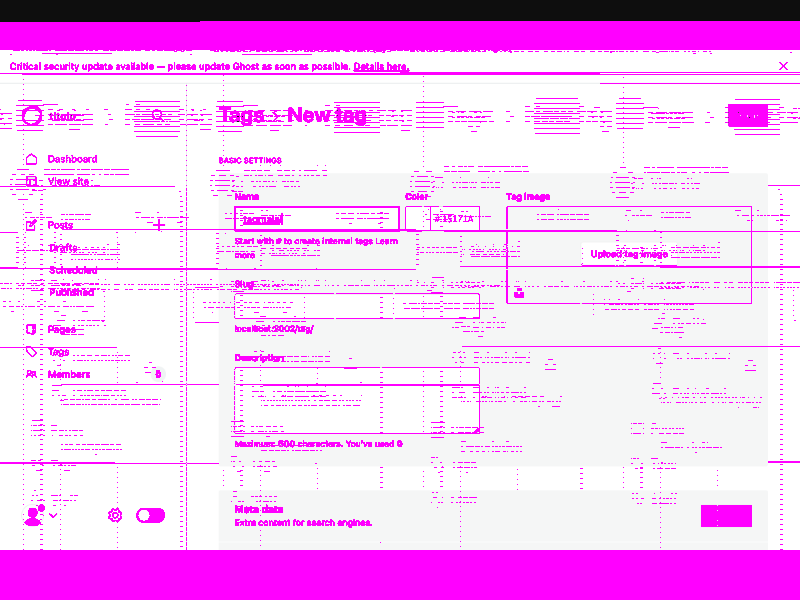 Critical security update available — please update Ghost as soon as possible. Details here.
Tags > New tag
Dashboard
BASIC SETTINGS
View site
Name
Color
Tag image
Posts
#15171A
Drafts
Start with # to create internal tags Learn
more
Upload tag image
Scheduled
Slug
Published
Pages
localhost:3002/tag/
Tags
Description
Members
Maximum: 500 characters. You've used 0
Meta data
Extra content for search engines.